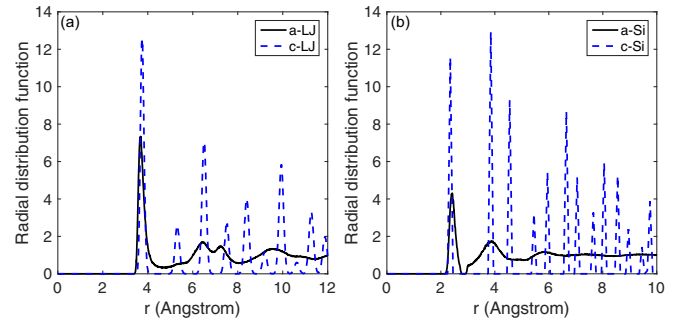 (a)
a-LJ
c-LJ
Radial distribution function
14
12
10
8
6
4
2
0
0 2 4 6 8 10 12
r (Angstrom)
(b)
a-Si
c-Si
Radial distribution function
14
12
10
8
6
4
2
0
0 2 4 6 8 10
r (Angstrom)